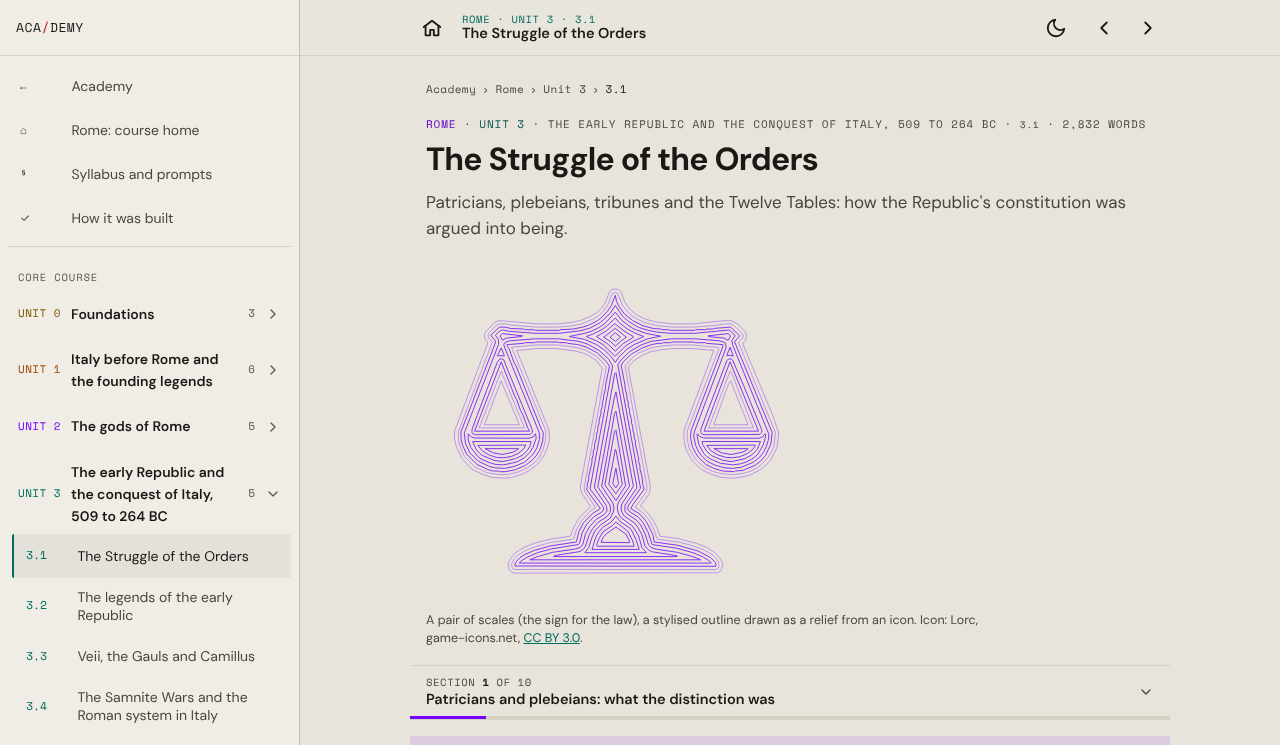 ACA/DEMY
← Academy
⌂ Rome: course home
§ Syllabus and prompts
✓ How it was built
CORE COURSE
UNIT 0 Foundations 3
UNIT 1 Italy before Rome and
the founding legends 6
UNIT 2 The gods of Rome 5
UNIT 3 The early Republic and
the conquest of Italy, 5
509 to 264 BC
3.1 The Struggle of the Orders
3.2 The legends of the early
Republic
3.3 Veii, the Gauls and Camillus
3.4 The Samnite Wars and the
Roman system in Italy
ROME · UNIT 3 · 3.1
The Struggle of the Orders
Academy › Rome › Unit 3 › 3.1
ROME · UNIT 3 · THE EARLY REPUBLIC AND THE CONQUEST OF ITALY, 509 TO 264 BC · 3.1 · 2,832 WORDS
The Struggle of the Orders
Patricians, plebeians, tribunes and the Twelve Tables: how the Republic's constitution was
argued into being.
A pair of scales (the sign for the law), a stylised outline drawn as a relief from an icon. Icon: Lorc,
game-icons.net, CC BY 3.0.
SECTION 1 OF 10
Patricians and plebeians: what the distinction was